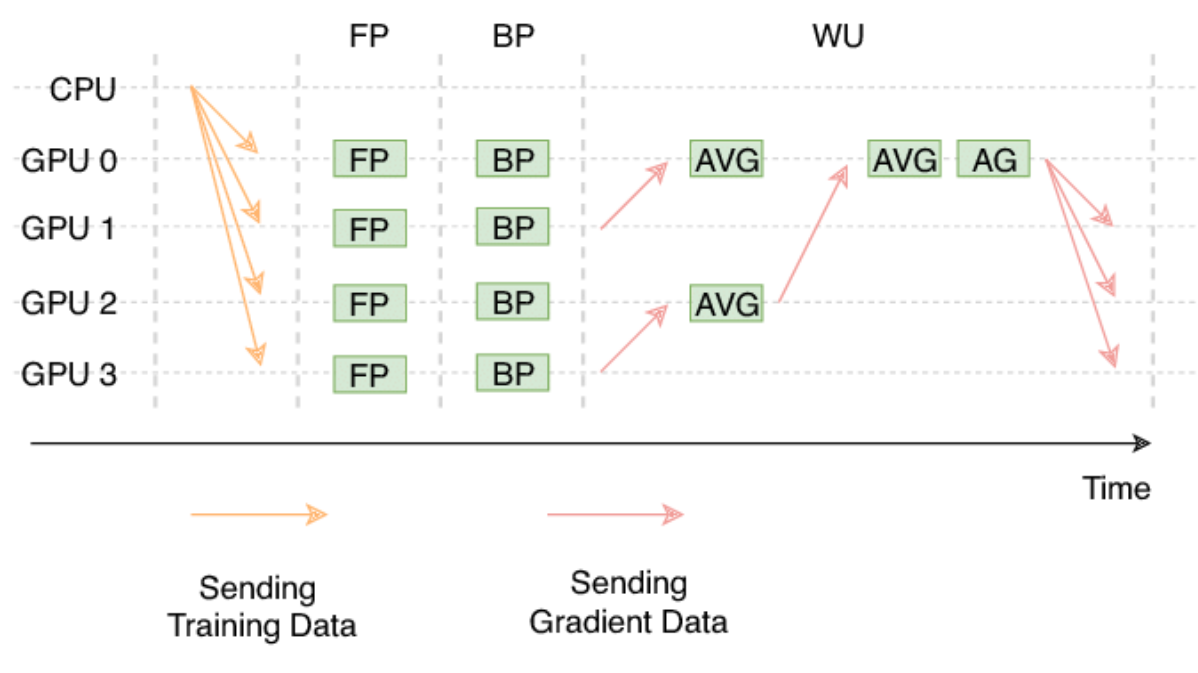 FP BP WU
CPU
GPU 0 FP BP AVG AVG AG
GPU 1 FP BP
GPU 2 FP BP AVG
GPU 3 FP BP
Time
Sending
Training Data
Sending
Gradient Data